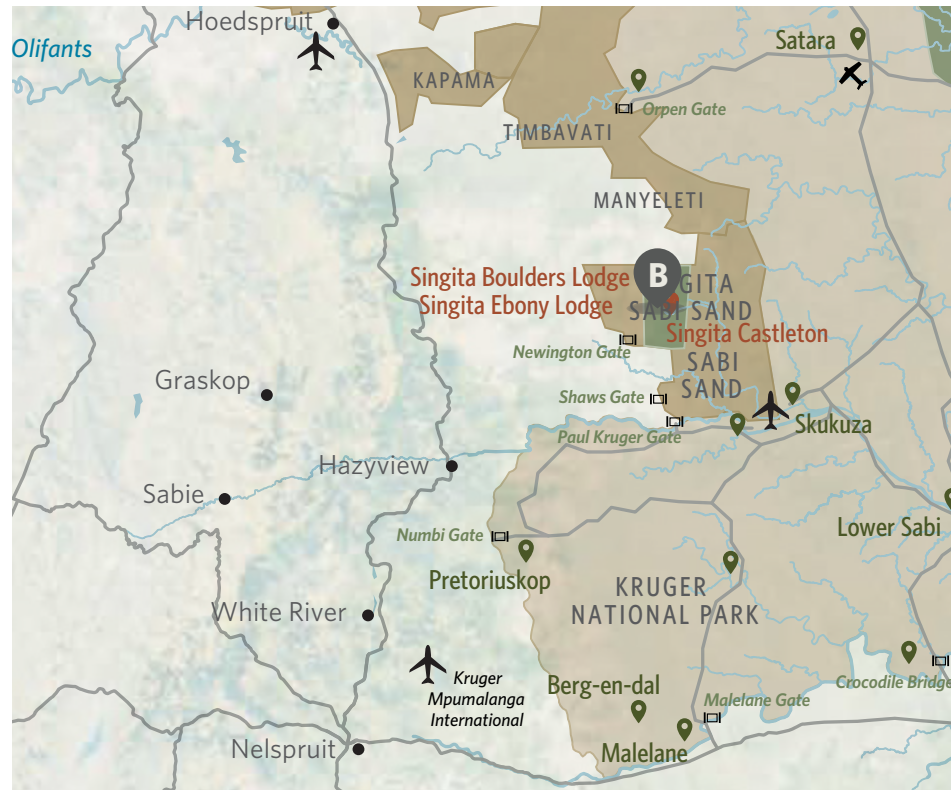 Hoedspruit
Olifants
Satara
KAPAMA
Orpen Gate
TIMBAVATI
MANYELETI
Singita Boulders Lodge
B
GITA
Singita Ebony Lodge
SABI SAND
Singita Castleton
Newington Gate
SABI
SAND
Graskop
Shaws Gate
Paul Kruger Gate
Skukuza
Hazyview
Sabie
Lower Sabi
Numbi Gate
Pretoriuskop
KRUGER
NATIONAL PARK
White River
Kruger
Mpumalanga
International
Berg-en-dal
Crocodile Bridge
Malelane Gate
Nelspruit
Malelane